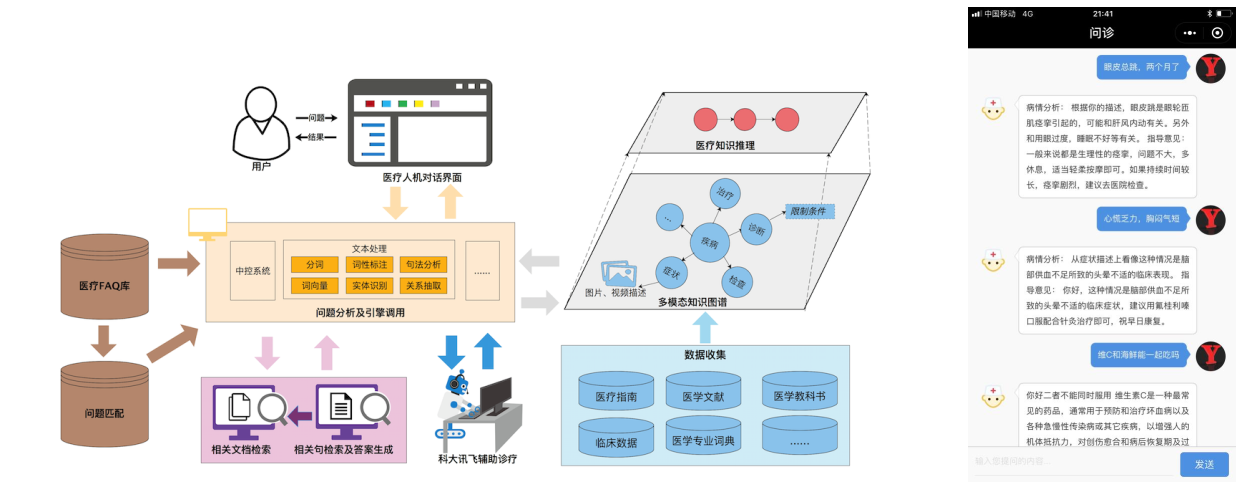 问题
结果
用户
医疗人机对话界面
医疗FAQ库
问题匹配
中控系统
文本处理
分词
词性标注
句法分析
词向量
实体识别
关系抽取
......
问题分析及引擎调用
相关文档检索
相关句检索及答案生成
科大讯飞辅助诊疗
医疗知识推理
治疗
...
限制条件
诊断
疾病
症状
检查
图片、视频描述
多模态知识图谱
数据收集
医疗指南
医学文献
医学教科书
临床数据
医学专业词典
......
中国移动 4G
21:41
问诊
眼皮总跳，两个月了
病情分析： 根据你的描述，眼皮跳是眼轮匝
肌痉挛引起的，可能和肝风内动有关。另外
和用眼过度，睡眠不好等有关。 指导意见：
一般来说都是生理性的痉挛，问题不大，多
休息，适当轻柔按摩即可。如果持续时间较
长，痉挛剧烈，建议去医院检查。
心慌乏力，胸闷气短
病情分析： 从症状描述上看像这种情况是脑
部供血不足所致的头晕不适的临床表现。 指
导意见： 你好，这种情况是脑部供血不足所
致的头晕不适的临床症状，建议用氟桂利嗪
口服配合针灸治疗即可，祝早日康复。
维C和海鲜能一起吃吗
你好二者不能同时服用 维生素C是一种最常
见的药品，通常用于预防和治疗坏血病以及
各种急慢性传染病或其它疾病，以增强人的
机体抵抗力，对创伤愈合和病后恢复期及过
输入您提问的内容...
发送